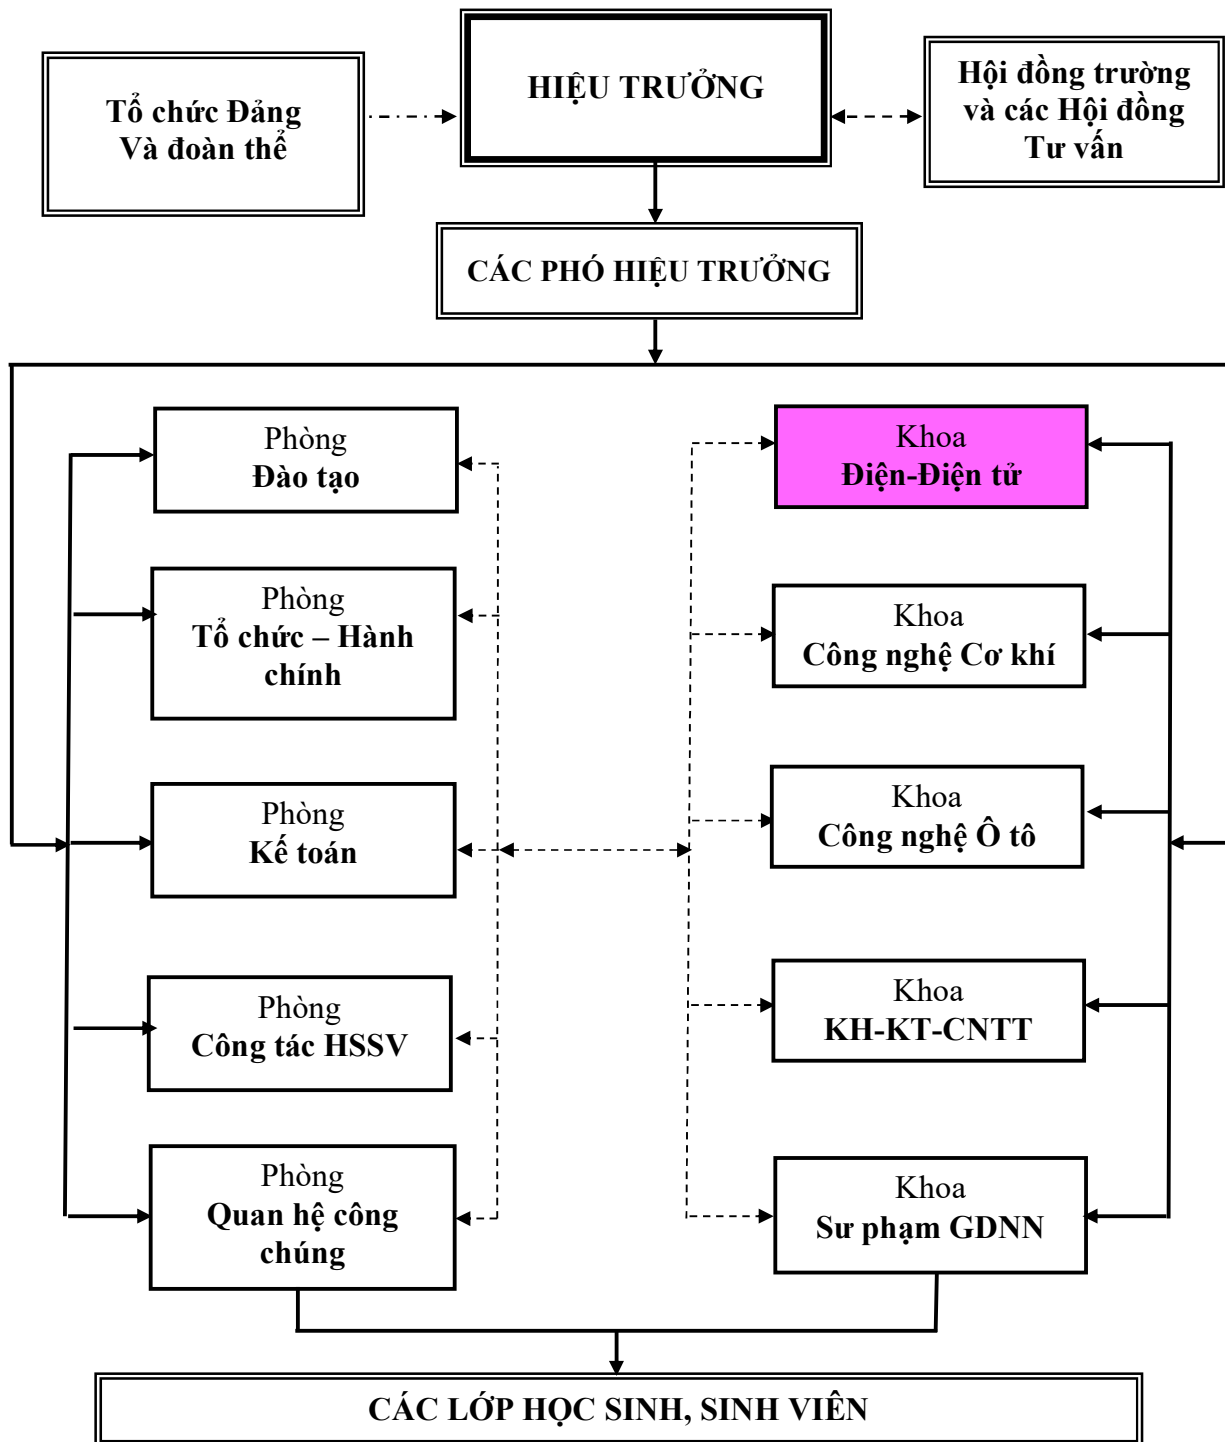 Tổ chức Đảng
Và đoàn thể
HIỆU TRƯỞNG
Hội đồng trường
và các Hội đồng
Tư vấn
CÁC PHÓ HIỆU TRƯỞNG
Phòng
Đào tạo
Khoa
Điện-Điện tử
Phòng
Tổ chức – Hành
chính
Khoa
Công nghệ Cơ khí
Phòng
Kế toán
Khoa
Công nghệ Ô tô
Phòng
Công tác HSSV
Khoa
KH-KT-CNTT
Phòng
Quan hệ công
chúng
Khoa
Sư phạm GDNN
CÁC LỚP HỌC SINH, SINH VIÊN